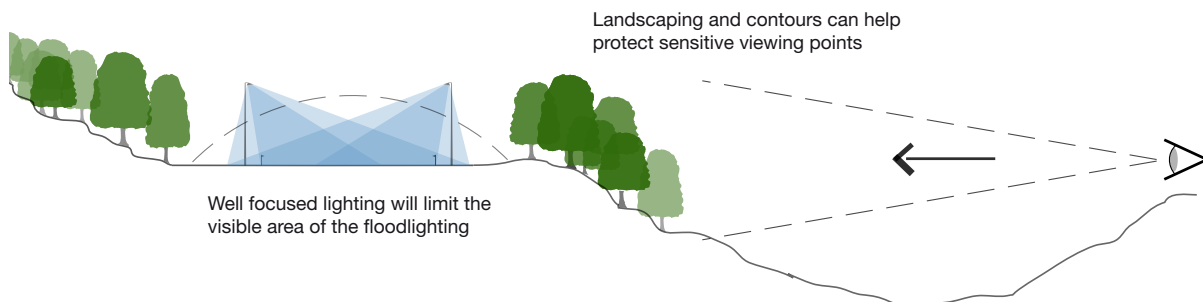 Landscaping and contours can help
protect sensitive viewing points
Well focused lighting will limit the
visible area of the floodlighting